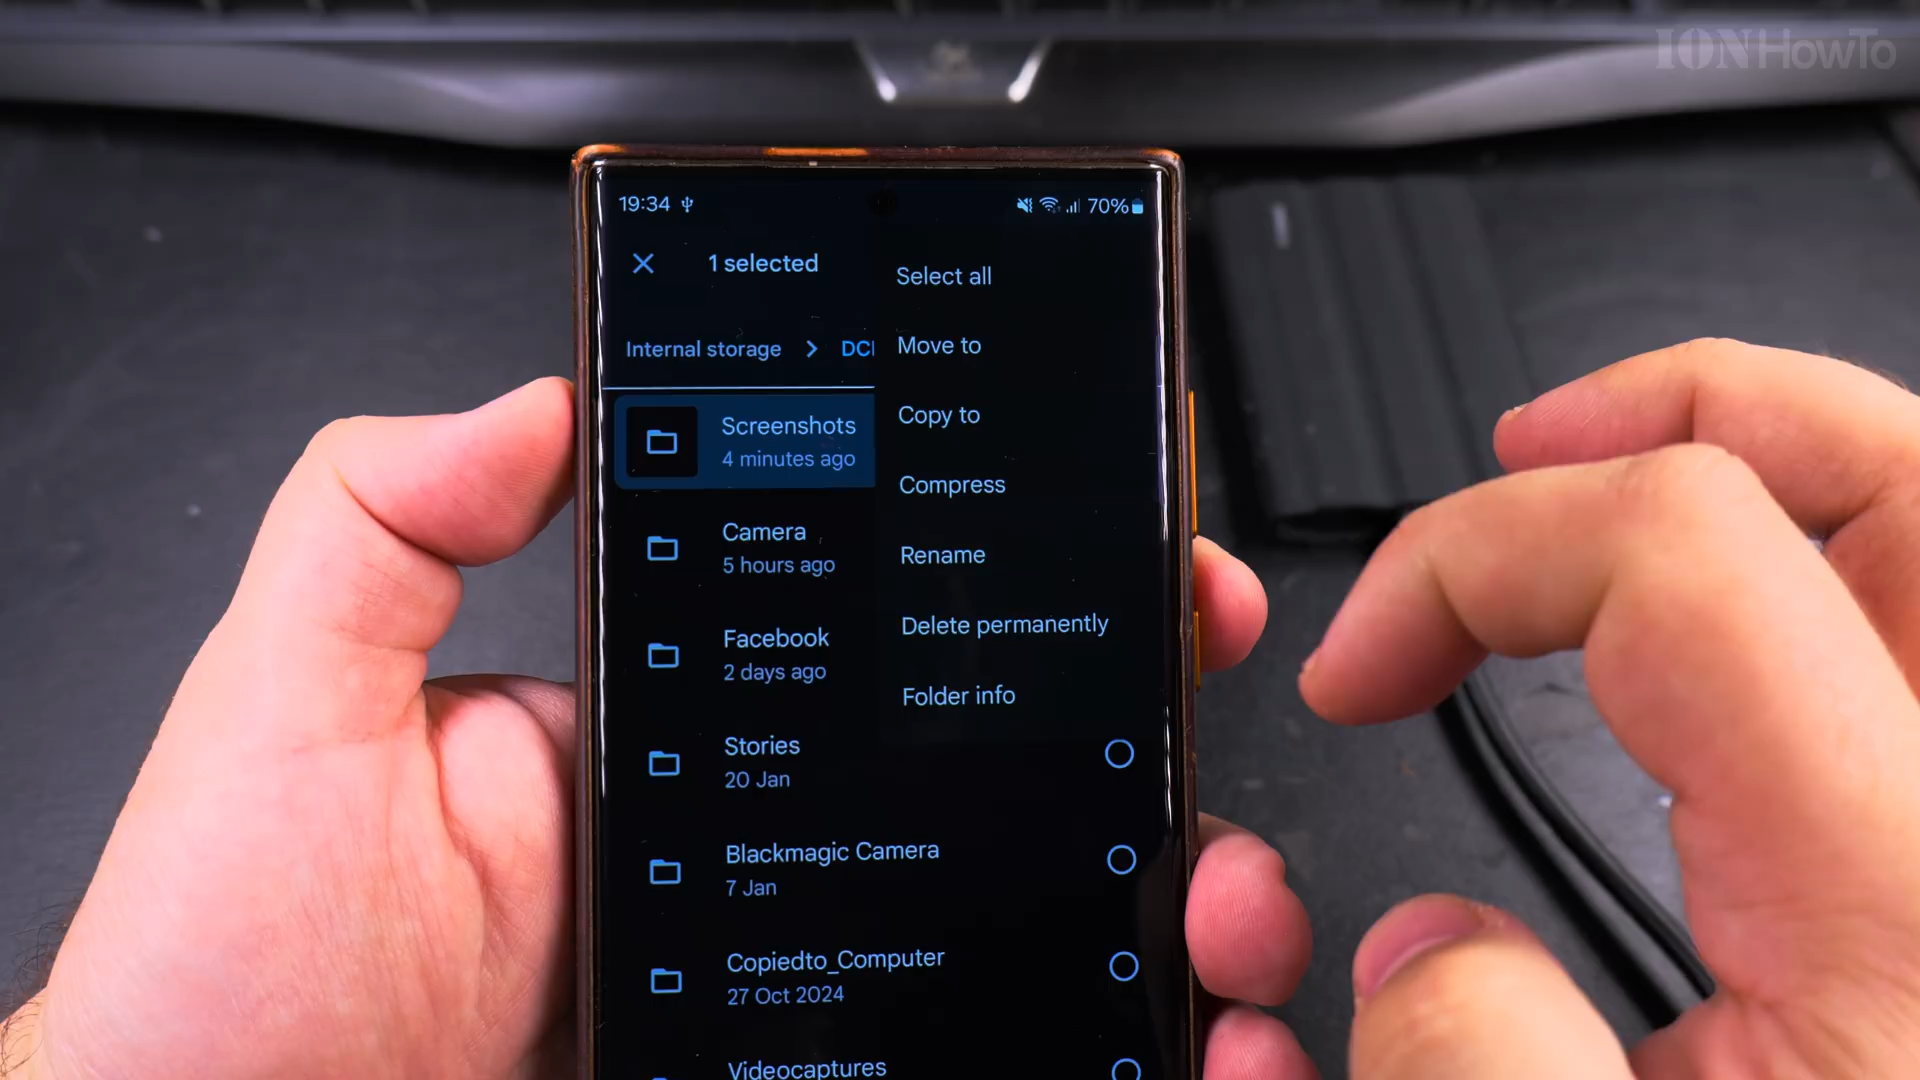 IONHowTo
19:34
70%
1 selected
Internal storage > DCI
Select all
Move to
Copy to
Compress
Rename
Delete permanently
Folder info
Screenshots
4 minutes ago
Camera
5 hours ago
Facebook
2 days ago
Stories
20 Jan
Blackmagic Camera
7 Jan
Copiedto_Computer
27 Oct 2024
Videocaptures